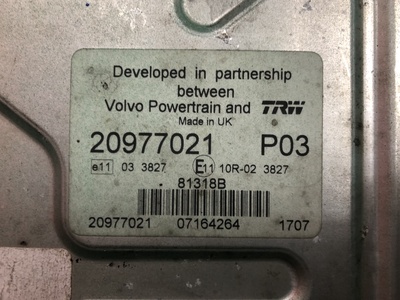 Developed in partnership
between
Volvo Powertrain and TRW
Made in UK
20977021 P03
e11 03 3827 E11 10R-02 3827
81318B
20977021 07164264 1707